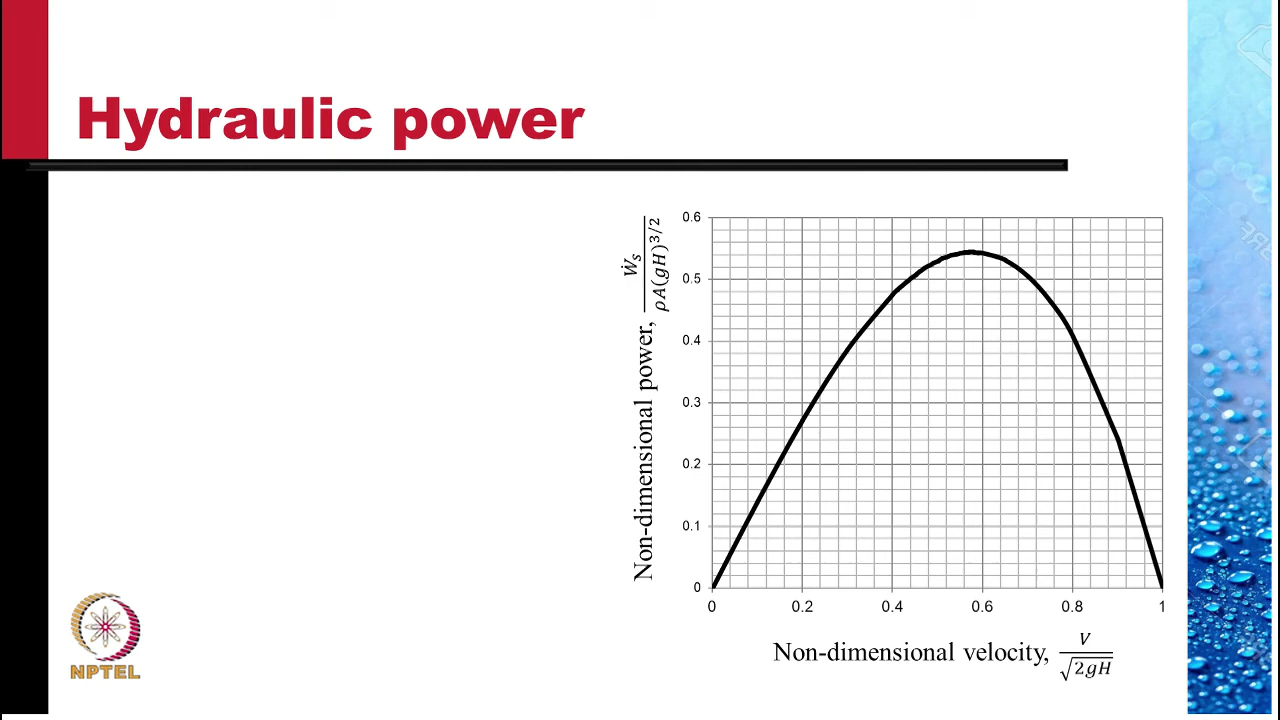 Hydraulic power
Non-dimensional power, Ẇs / ρA(gH)^3/2
0.6
0.5
0.4
0.3
0.2
0.1
0
0 0.2 0.4 0.6 0.8 1
Non-dimensional velocity, V / √2gH
NPTEL